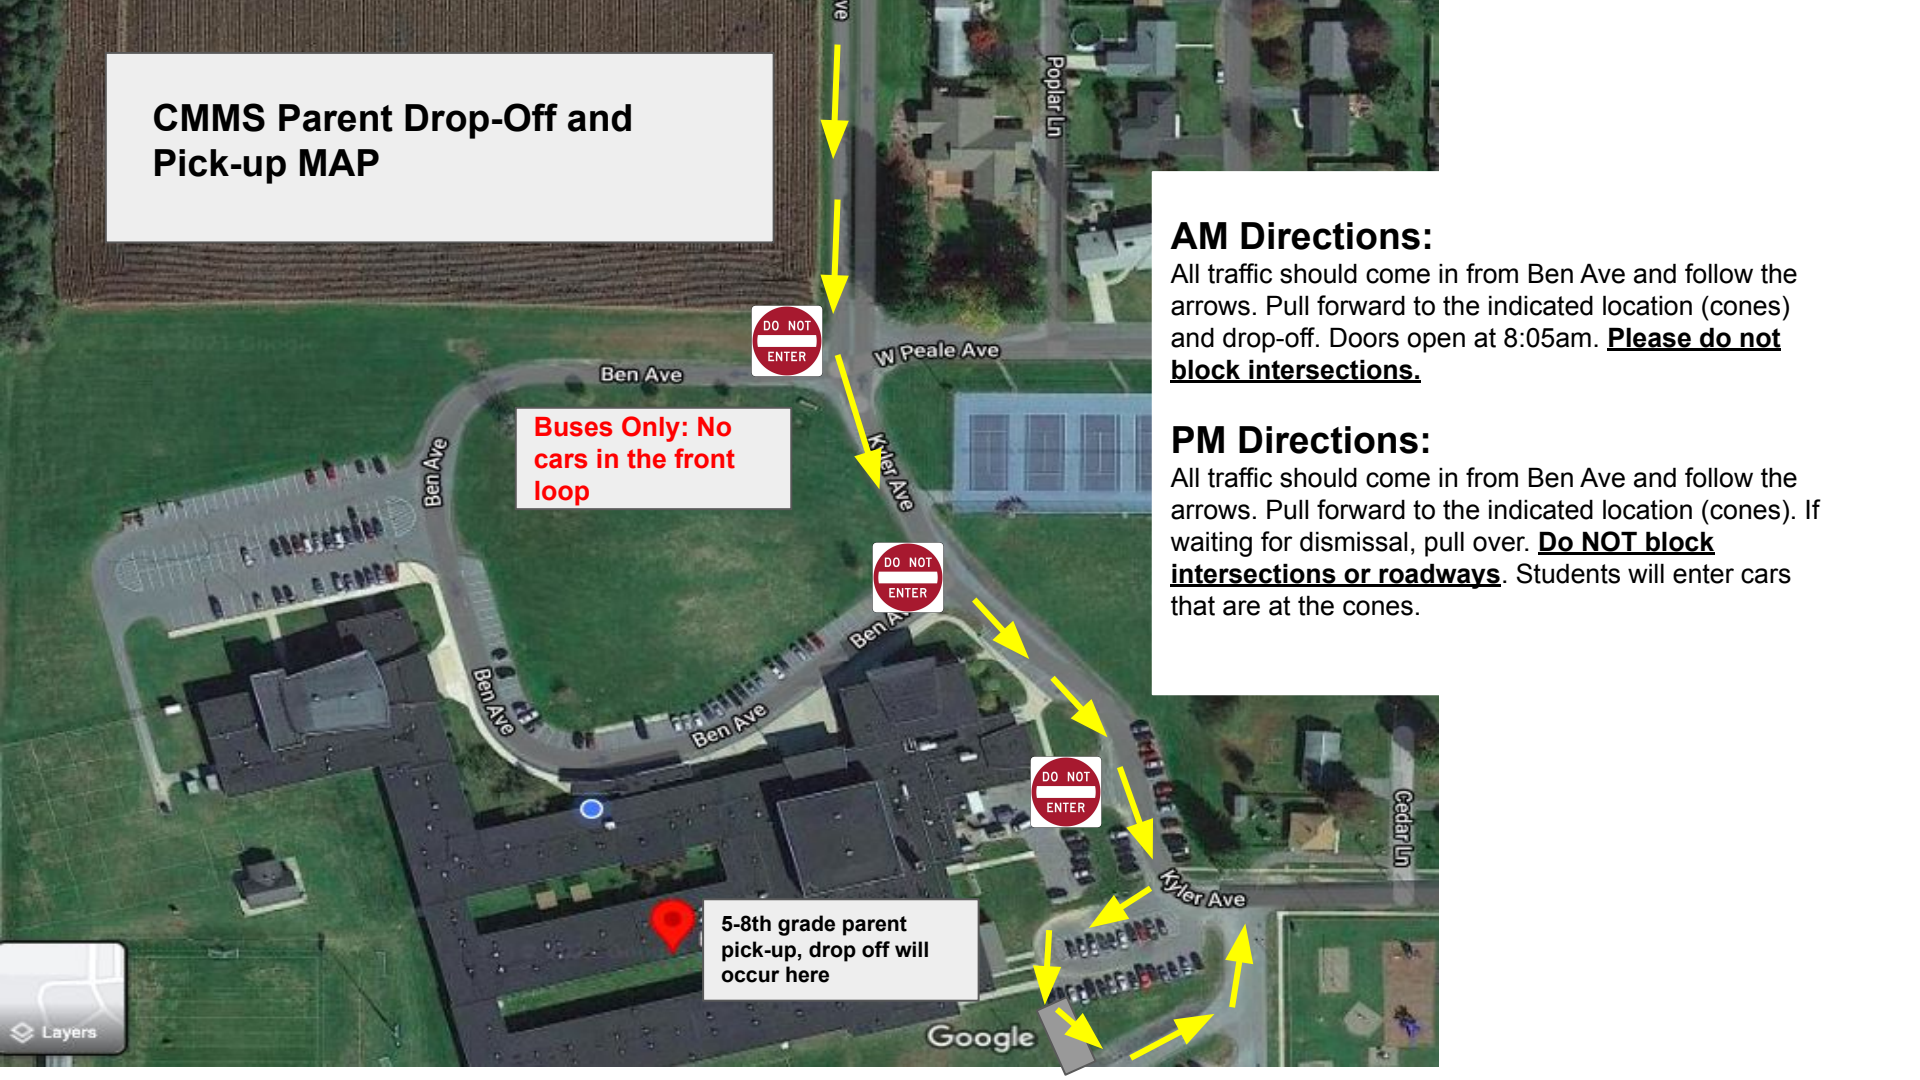 ve
CMMS Parent Drop-Off and
Pick-up MAP
Poplar Ln
AM Directions:
All traffic should come in from Ben Ave and follow the
arrows. Pull forward to the indicated location (cones)
and drop-off. Doors open at 8:05am. Please do not
block intersections.
PM Directions:
All traffic should come in from Ben Ave and follow the
arrows. Pull forward to the indicated location (cones). If
waiting for dismissal, pull over. Do NOT block
intersections or roadways. Students will enter cars
that are at the cones.
DO NOT
ENTER
W Peale Ave
Ben Ave
Buses Only: No
cars in the front
loop
Kyler Ave
Ben Ave
DO NOT
ENTER
Ben Av
Ben Ave
Ben Ave
DO NOT
ENTER
Cedar Ln
Kyler Ave
5-8th grade parent
pick-up, drop off will
occur here
Layers
Google